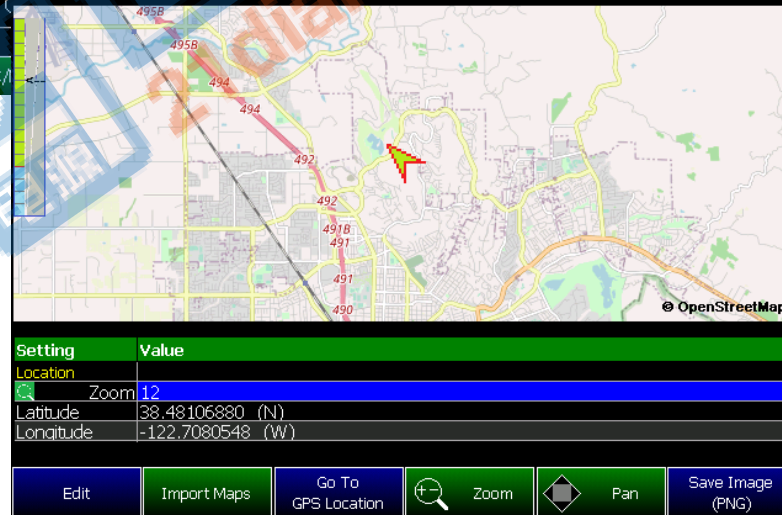 495B
495B
494
494
492
492
491B
491
491
490
© OpenStreetMap
Setting Value
Location
Zoom 12
Latitude 38.48106880 (N)
Longitude -122.7080548 (W)
Edit
Import Maps
Go To
GPS Location
Zoom
Pan
Save Image
(PNG)